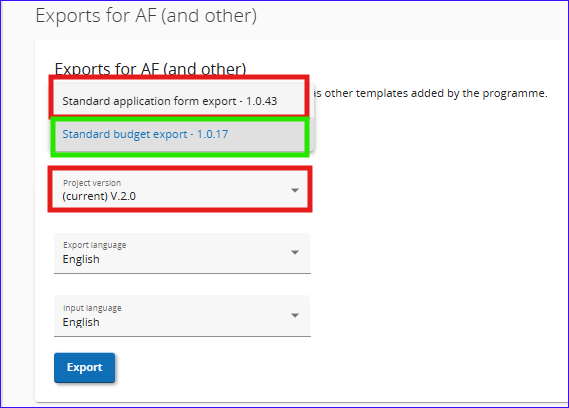 Exports for AF (and other)
Exports for AF (and other)
Standard application form export - 1.0.43
as other templates added by the programme.
Standard budget export - 1.0.17
Project version
(current) V.2.0
Export language
English
Input language
English
Export